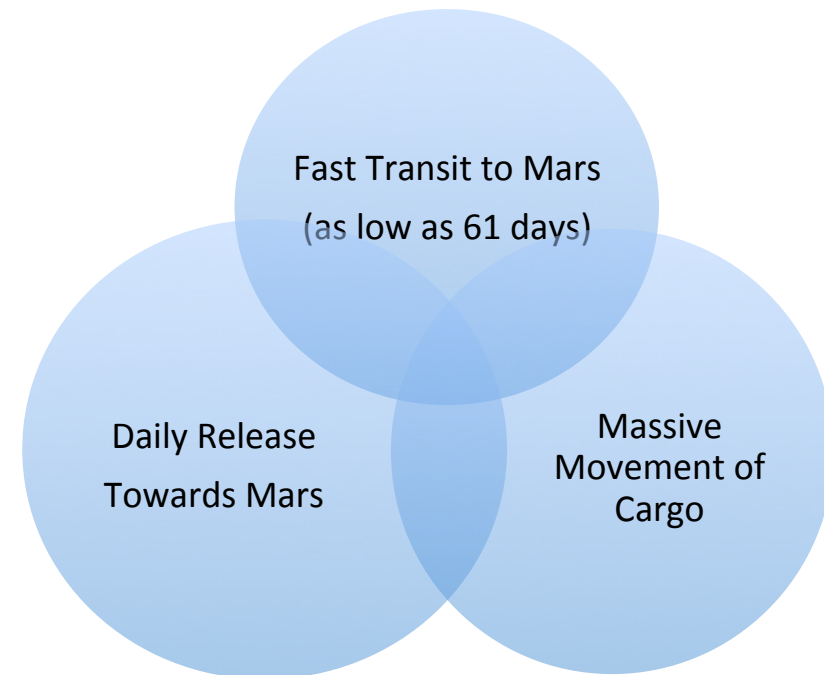 Fast Transit to Mars
(as low as 61 days)
Daily Release
Towards Mars
Massive
Movement of
Cargo